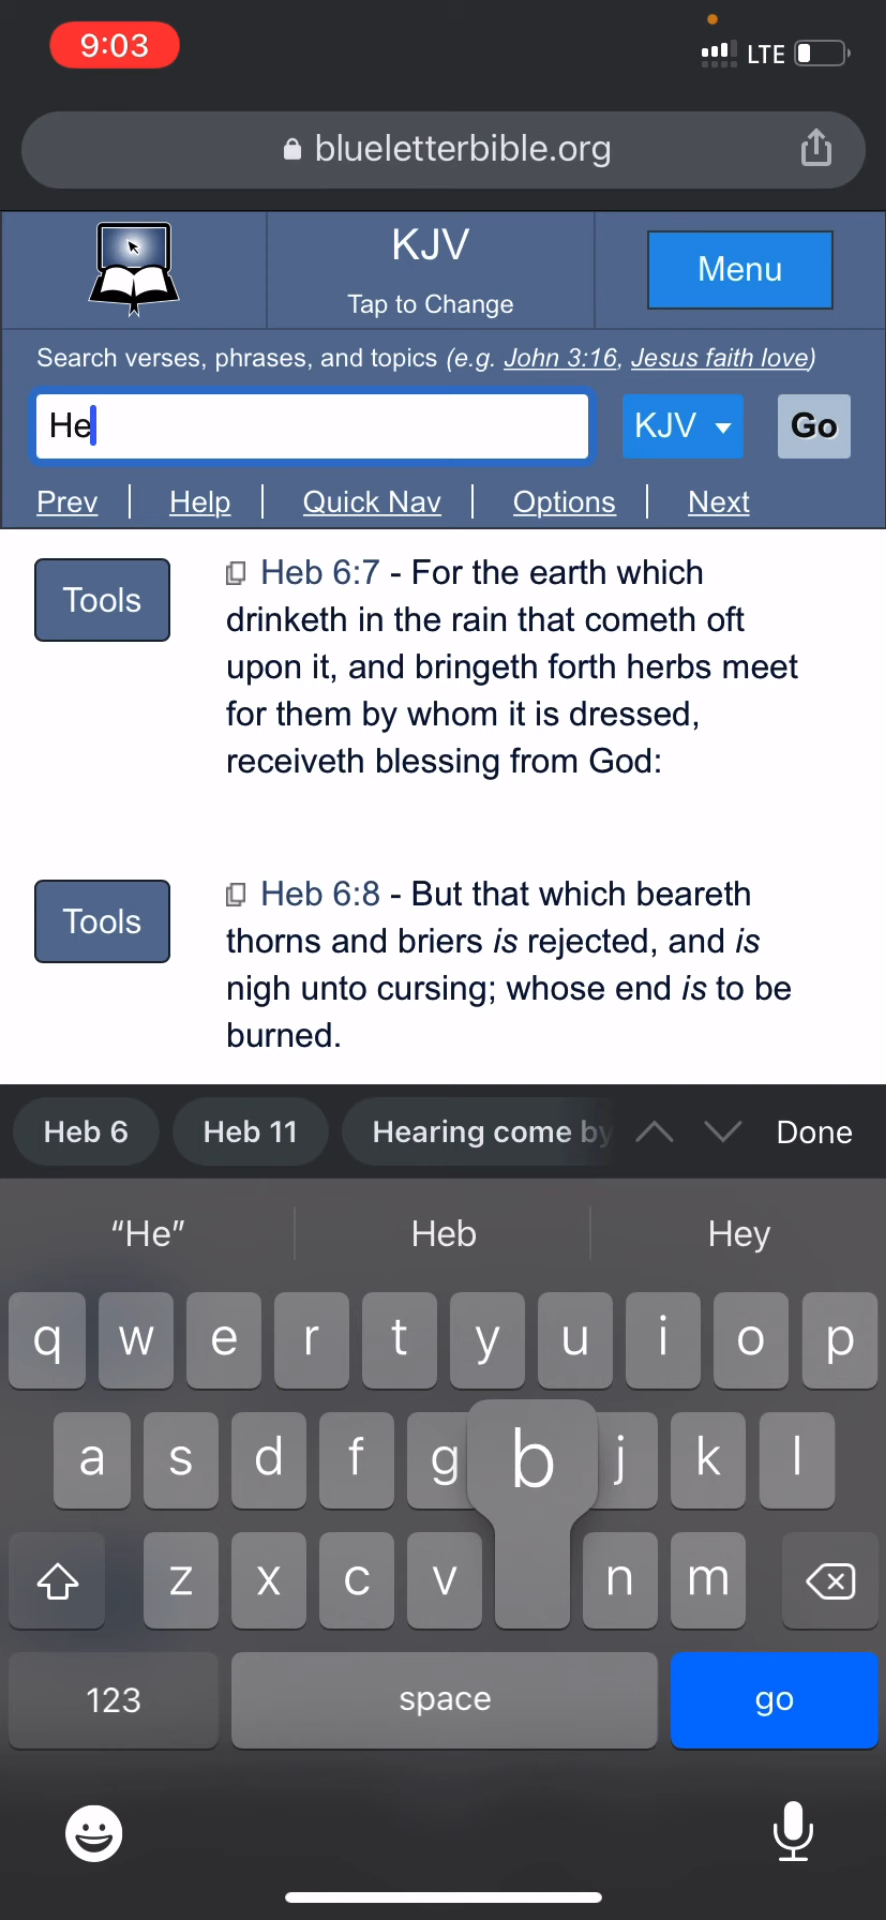 9:03
LTE
blueletterbible.org
KJV
Tap to Change
Menu
Search verses, phrases, and topics (e.g. John 3:16, Jesus faith love)
He
KJV
Go
Prev | Help | Quick Nav | Options | Next
Tools
Heb 6:7 - For the earth which
drinketh in the rain that cometh oft
upon it, and bringeth forth herbs meet
for them by whom it is dressed,
receiveth blessing from God:
Tools
Heb 6:8 - But that which beareth
thorns and briers is rejected, and is
nigh unto cursing; whose end is to be
burned.
Heb 6
Heb 11
Hearing come by
Done
“He”
Heb
Hey
q w e r t y u i o p
a s d f g b j k l
z x c v n m
123
space
go